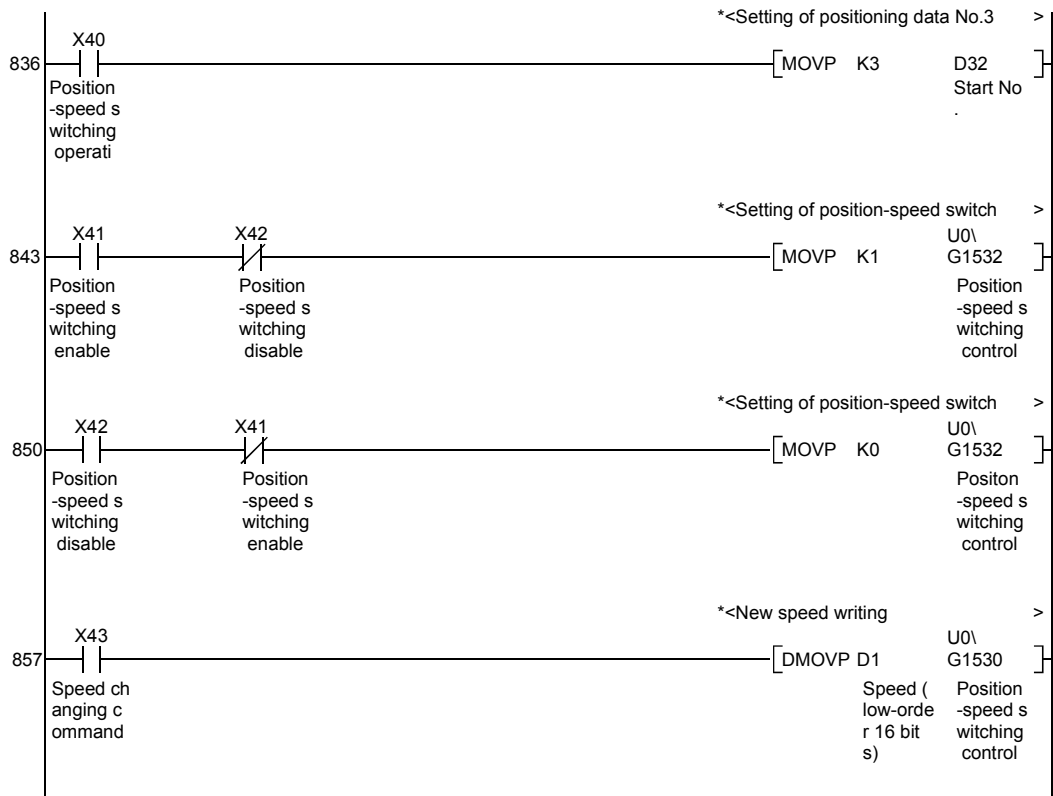 *<Setting of positioning data No.3 >
X40
836 MOVP K3 D32
Position
-speed s
witching
operati
Start No
.
*<Setting of position-speed switch >
X41 X42 U0\
843 MOVP K1 G1532
Position Position Position
-speed s -speed s -speed s
witching witching witching
enable disable control
*<Setting of position-speed switch >
X42 X41 U0\
850 MOVP K0 G1532
Position Position Positon
-speed s -speed s -speed s
witching witching witching
disable enable control
*<New speed writing >
X43 U0\
857 DMOVP D1 G1530
Speed ch Speed ( Position
anging c low-orde -speed s
ommand r 16 bit witching
s) control